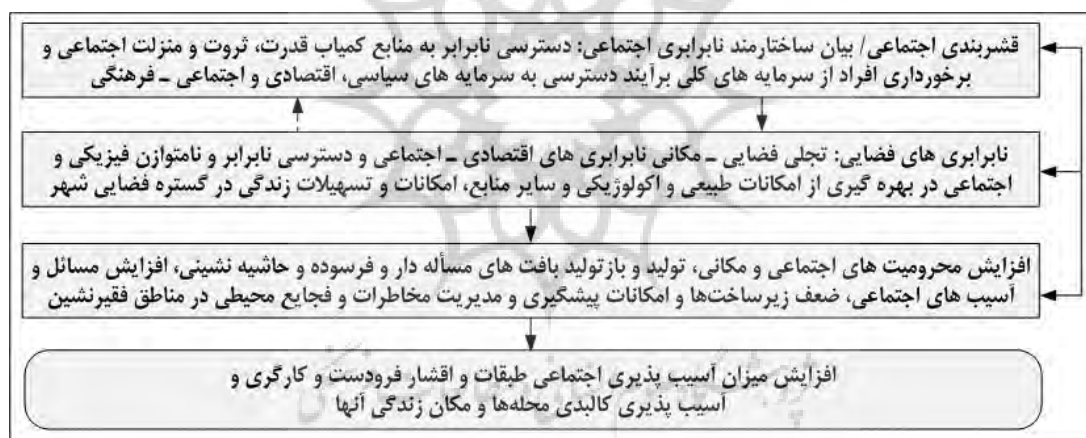 قشربندی اجتماعی/ بیان ساختارمند نابرابری اجتماعی: دسترسی نابرابر به منابع کمیاب قدرت، ثروت و منزلت اجتماعی و
برخورداری افراد از سرمایه های کلی برآیند دسترسی به سرمایه های سیاسی، اقتصادی و اجتماعی ـ فرهنگی
نابرابری های فضایی: تجلی فضایی ـ مکانی نابرابری های اقتصادی ـ اجتماعی و دسترسی نابرابر و نامتوازن فیزیکی و
اجتماعی در بهره گیری از امکانات طبیعی و اکولوژیکی و سایر منابع، امکانات و تسهیلات زندگی در گستره فضایی شهر
افزایش محرومیت های اجتماعی و مکانی، تولید و بازتولید بافت های مسأله دار و فرسوده و حاشیه نشینی، افزایش مسائل و
آسیب های اجتماعی، ضعف زیرساخت‌ها و امکانات پیشگیری و مدیریت مخاطرات و فجایع محیطی در مناطق فقیرنشین
افزایش میزان آسیب پذیری اجتماعی طبقات و اقشار فرودست و کارگری و
آسیب پذیری کالبدی محله‌ها و مکان زندگی آنها